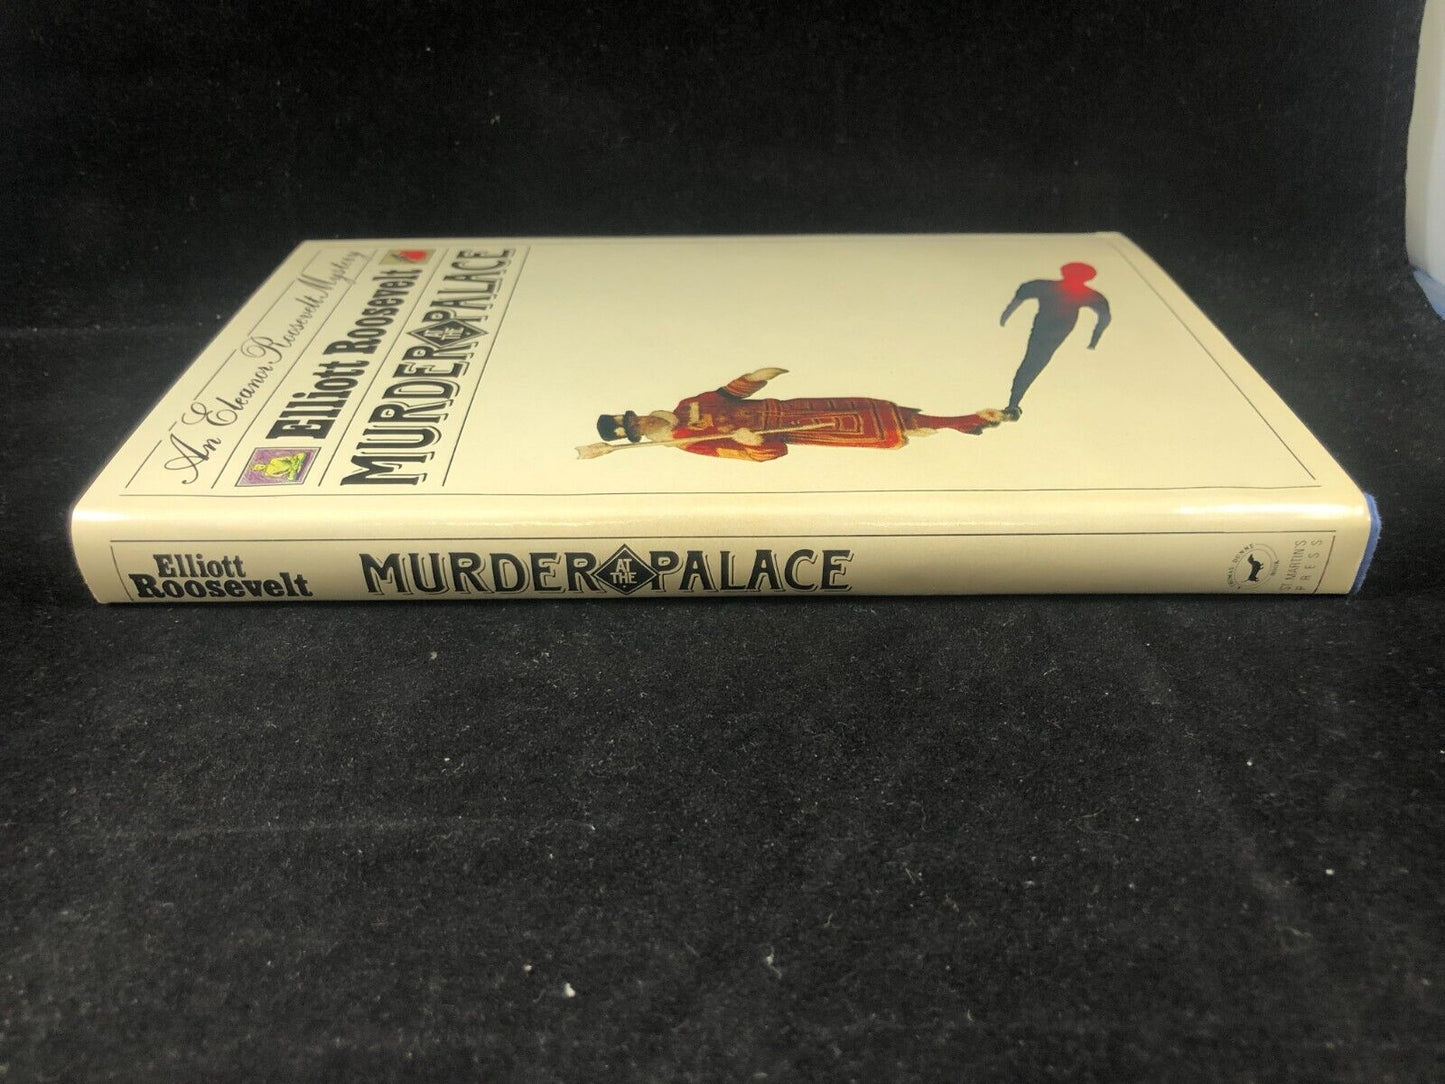 An Eleanor Roosevelt Mystery
Elliott Roosevelt
MURDER
AT
THE
PALACE
Elliott
Roosevelt
MURDER
AT
THE
PALACE
ST. MARTIN'S
PRESS